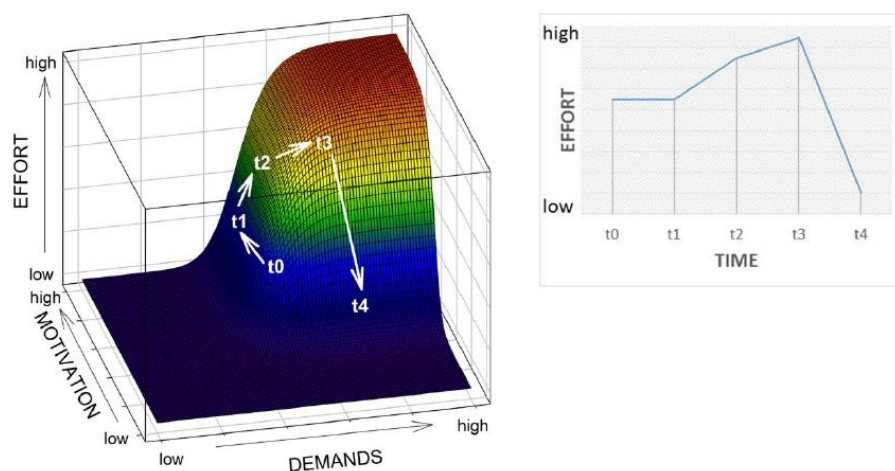 high
EFFORT
low
high
MOTIVATION
low
low
DEMANDS
high
t0
t1
t2
t3
t4
high
EFFORT
low
t0 t1 t2 t3 t4
TIME